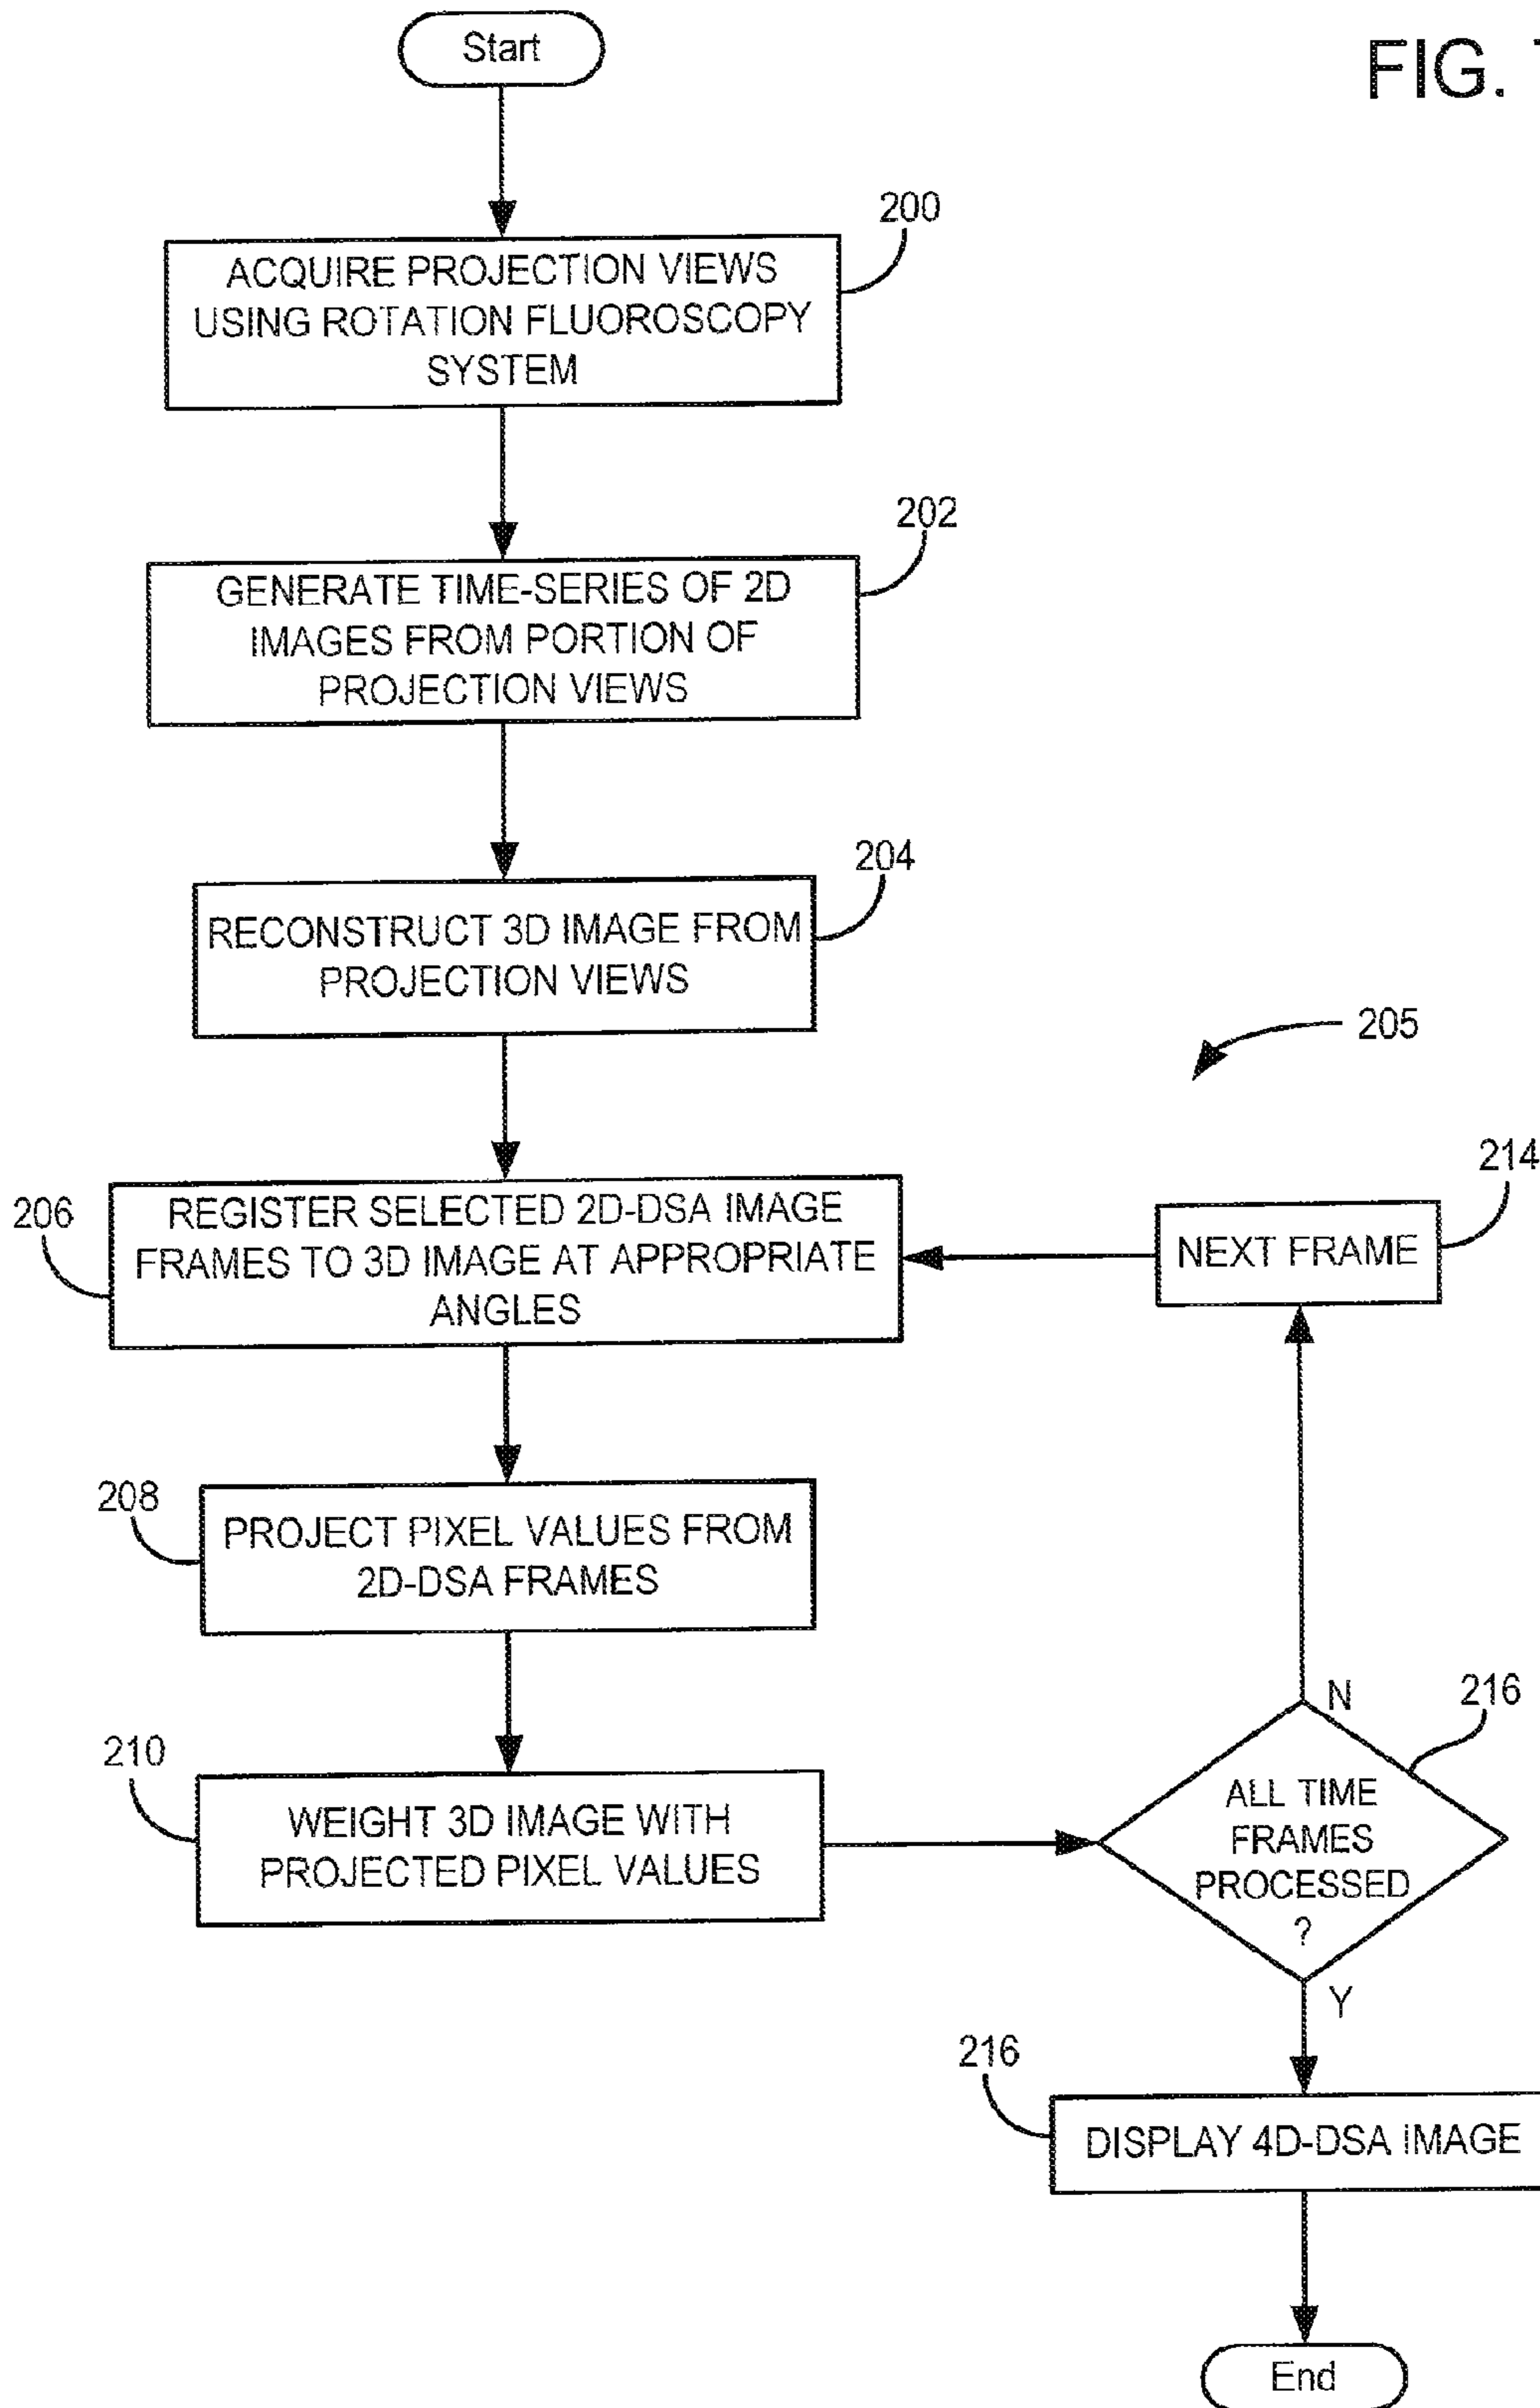 FIG.
Start
200
ACQUIRE PROJECTION VIEWS
USING ROTATION FLUOROSCOPY
SYSTEM
202
GENERATE TIME-SERIES OF 2D
IMAGES FROM PORTION OF
PROJECTION VIEWS
204
RECONSTRUCT 3D IMAGE FROM
PROJECTION VIEWS
205
206
REGISTER SELECTED 2D-DSA IMAGE
FRAMES TO 3D IMAGE AT APPROPRIATE
ANGLES
214
NEXT FRAME
208
PROJECT PIXEL VALUES FROM
2D-DSA FRAMES
210
WEIGHT 3D IMAGE WITH
PROJECTED PIXEL VALUES
N
216
ALL TIME
FRAMES
PROCESSED
?
Y
216
DISPLAY 4D-DSA IMAGE
End